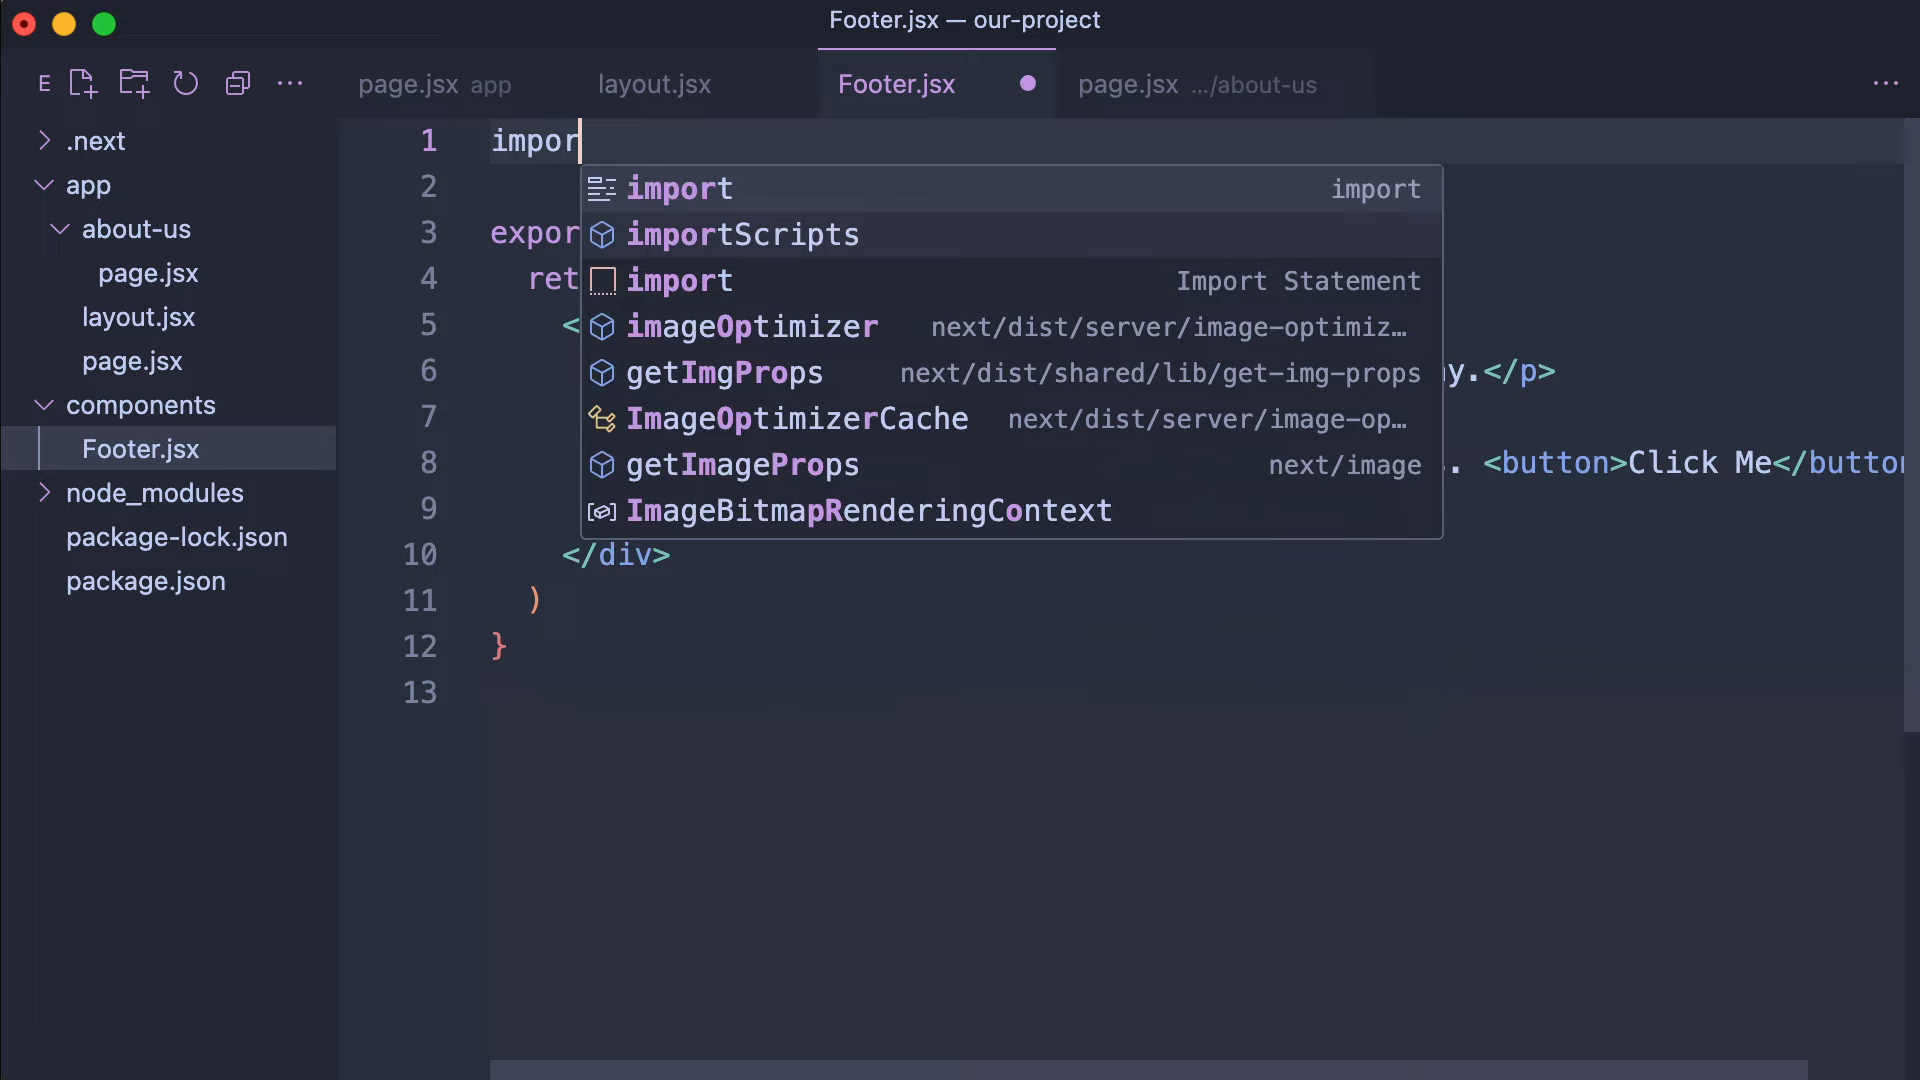 Footer.jsx — our-project
E
page.jsx app
layout.jsx
Footer.jsx
page.jsx .../about-us
.next
app
about-us
page.jsx
layout.jsx
page.jsx
components
Footer.jsx
node_modules
package-lock.json
package.json
1 impor
2
3 expor
4 ret
5 <
6 y.</p>
7
8 . <button>Click Me</button
9
10 </div>
11 )
12 }
13
import import
importScripts
import Import Statement
imageOptimizer next/dist/server/image-optimiz…
getImgProps next/dist/shared/lib/get-img-props
ImageOptimizerCache next/dist/server/image-op…
getImageProps next/image
ImageBitmapRenderingContext